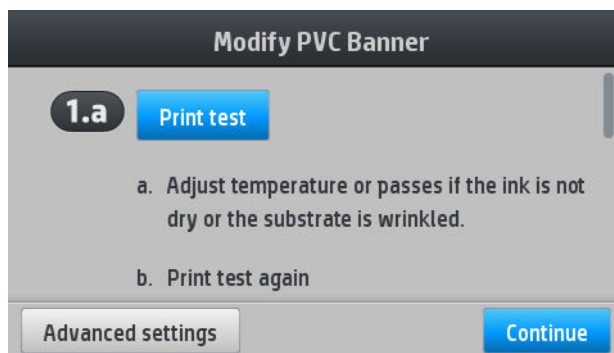 Modify PVC Banner
1.a Print test
a. Adjust temperature or passes if the ink is not
dry or the substrate is wrinkled.
b. Print test again
Advanced settings Continue